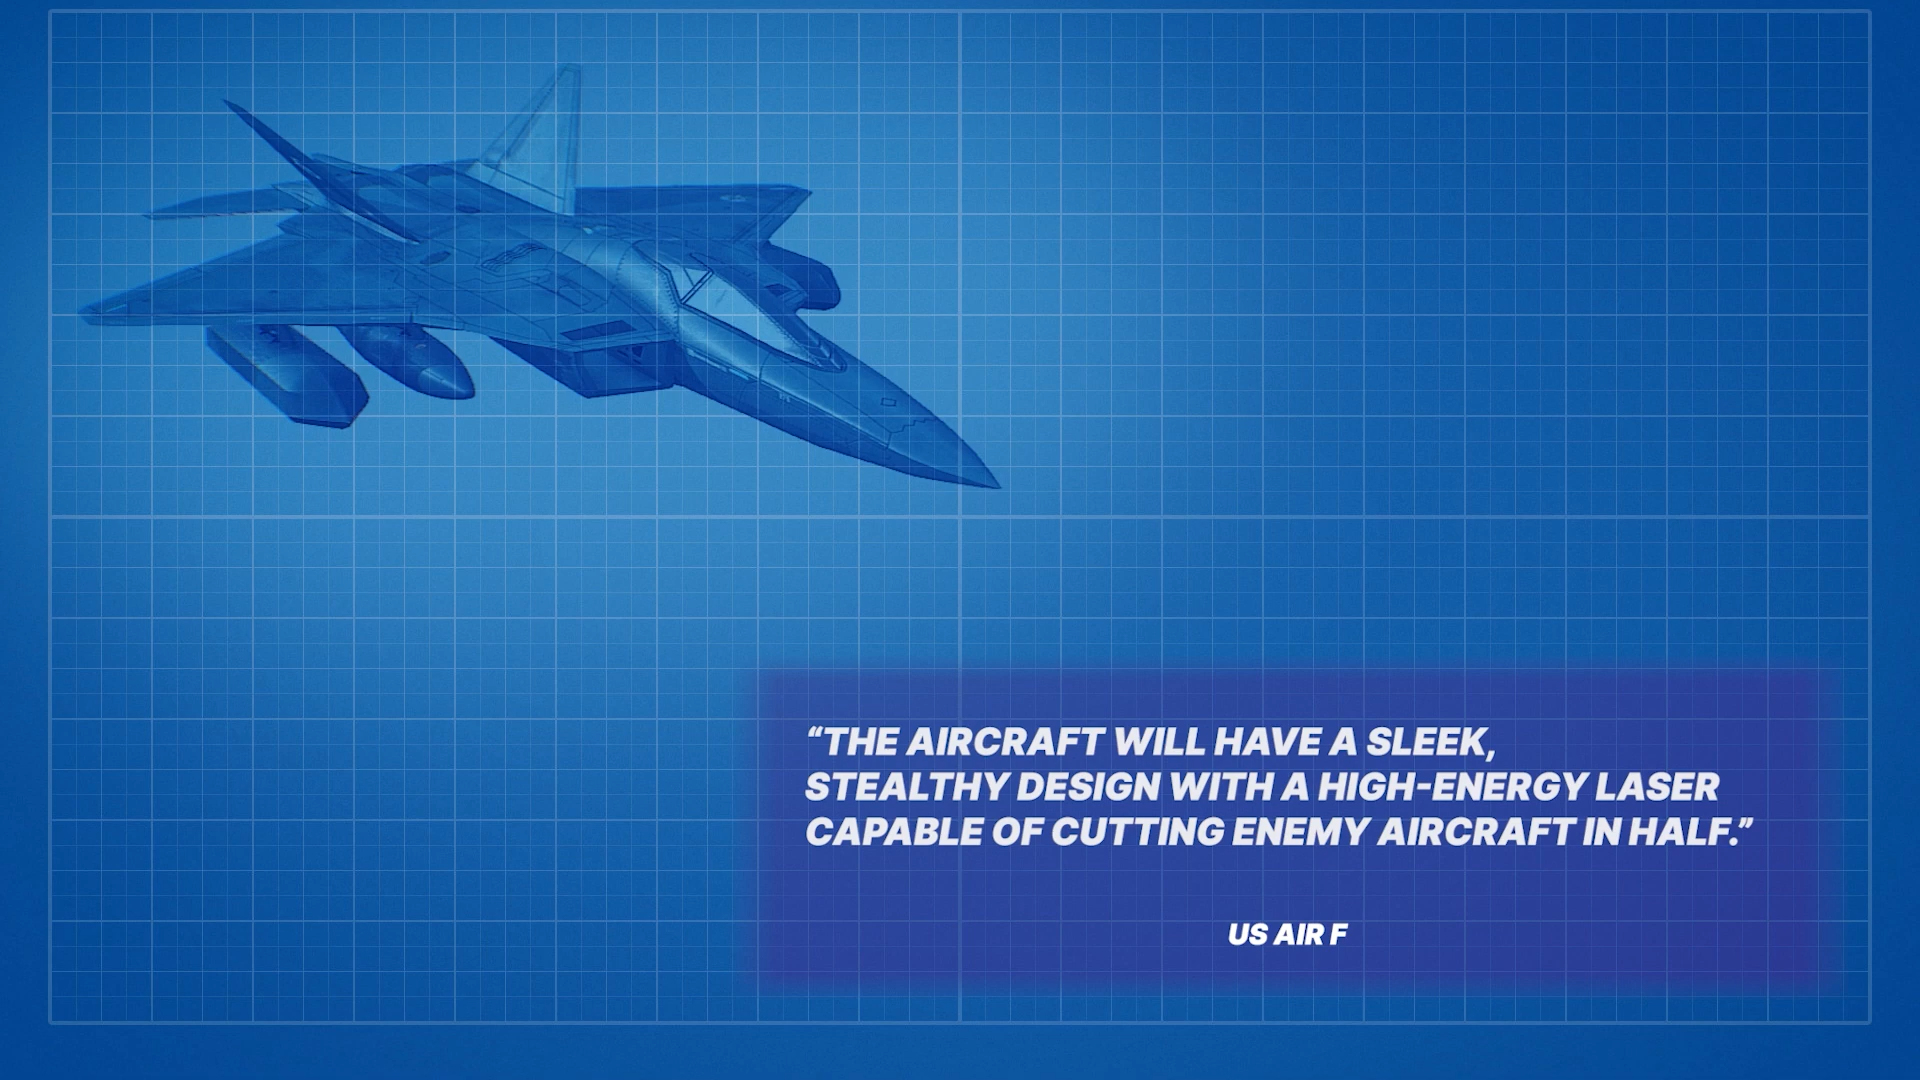 “THE AIRCRAFT WILL HAVE A SLEEK,
STEALTHY DESIGN WITH A HIGH-ENERGY LASER
CAPABLE OF CUTTING ENEMY AIRCRAFT IN HALF.”
US AIR F